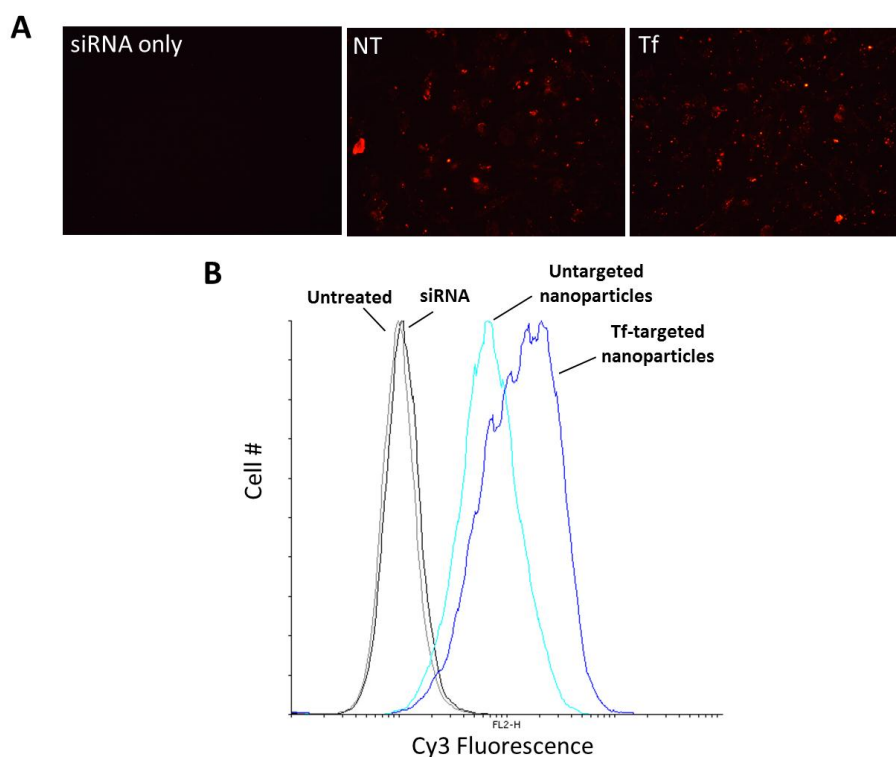 A
siRNA only
NT
Tf
B
Untreated
siRNA
Untargeted
nanoparticles
Tf-targeted
nanoparticles
Cell #
FL2-H
Cy3 Fluorescence